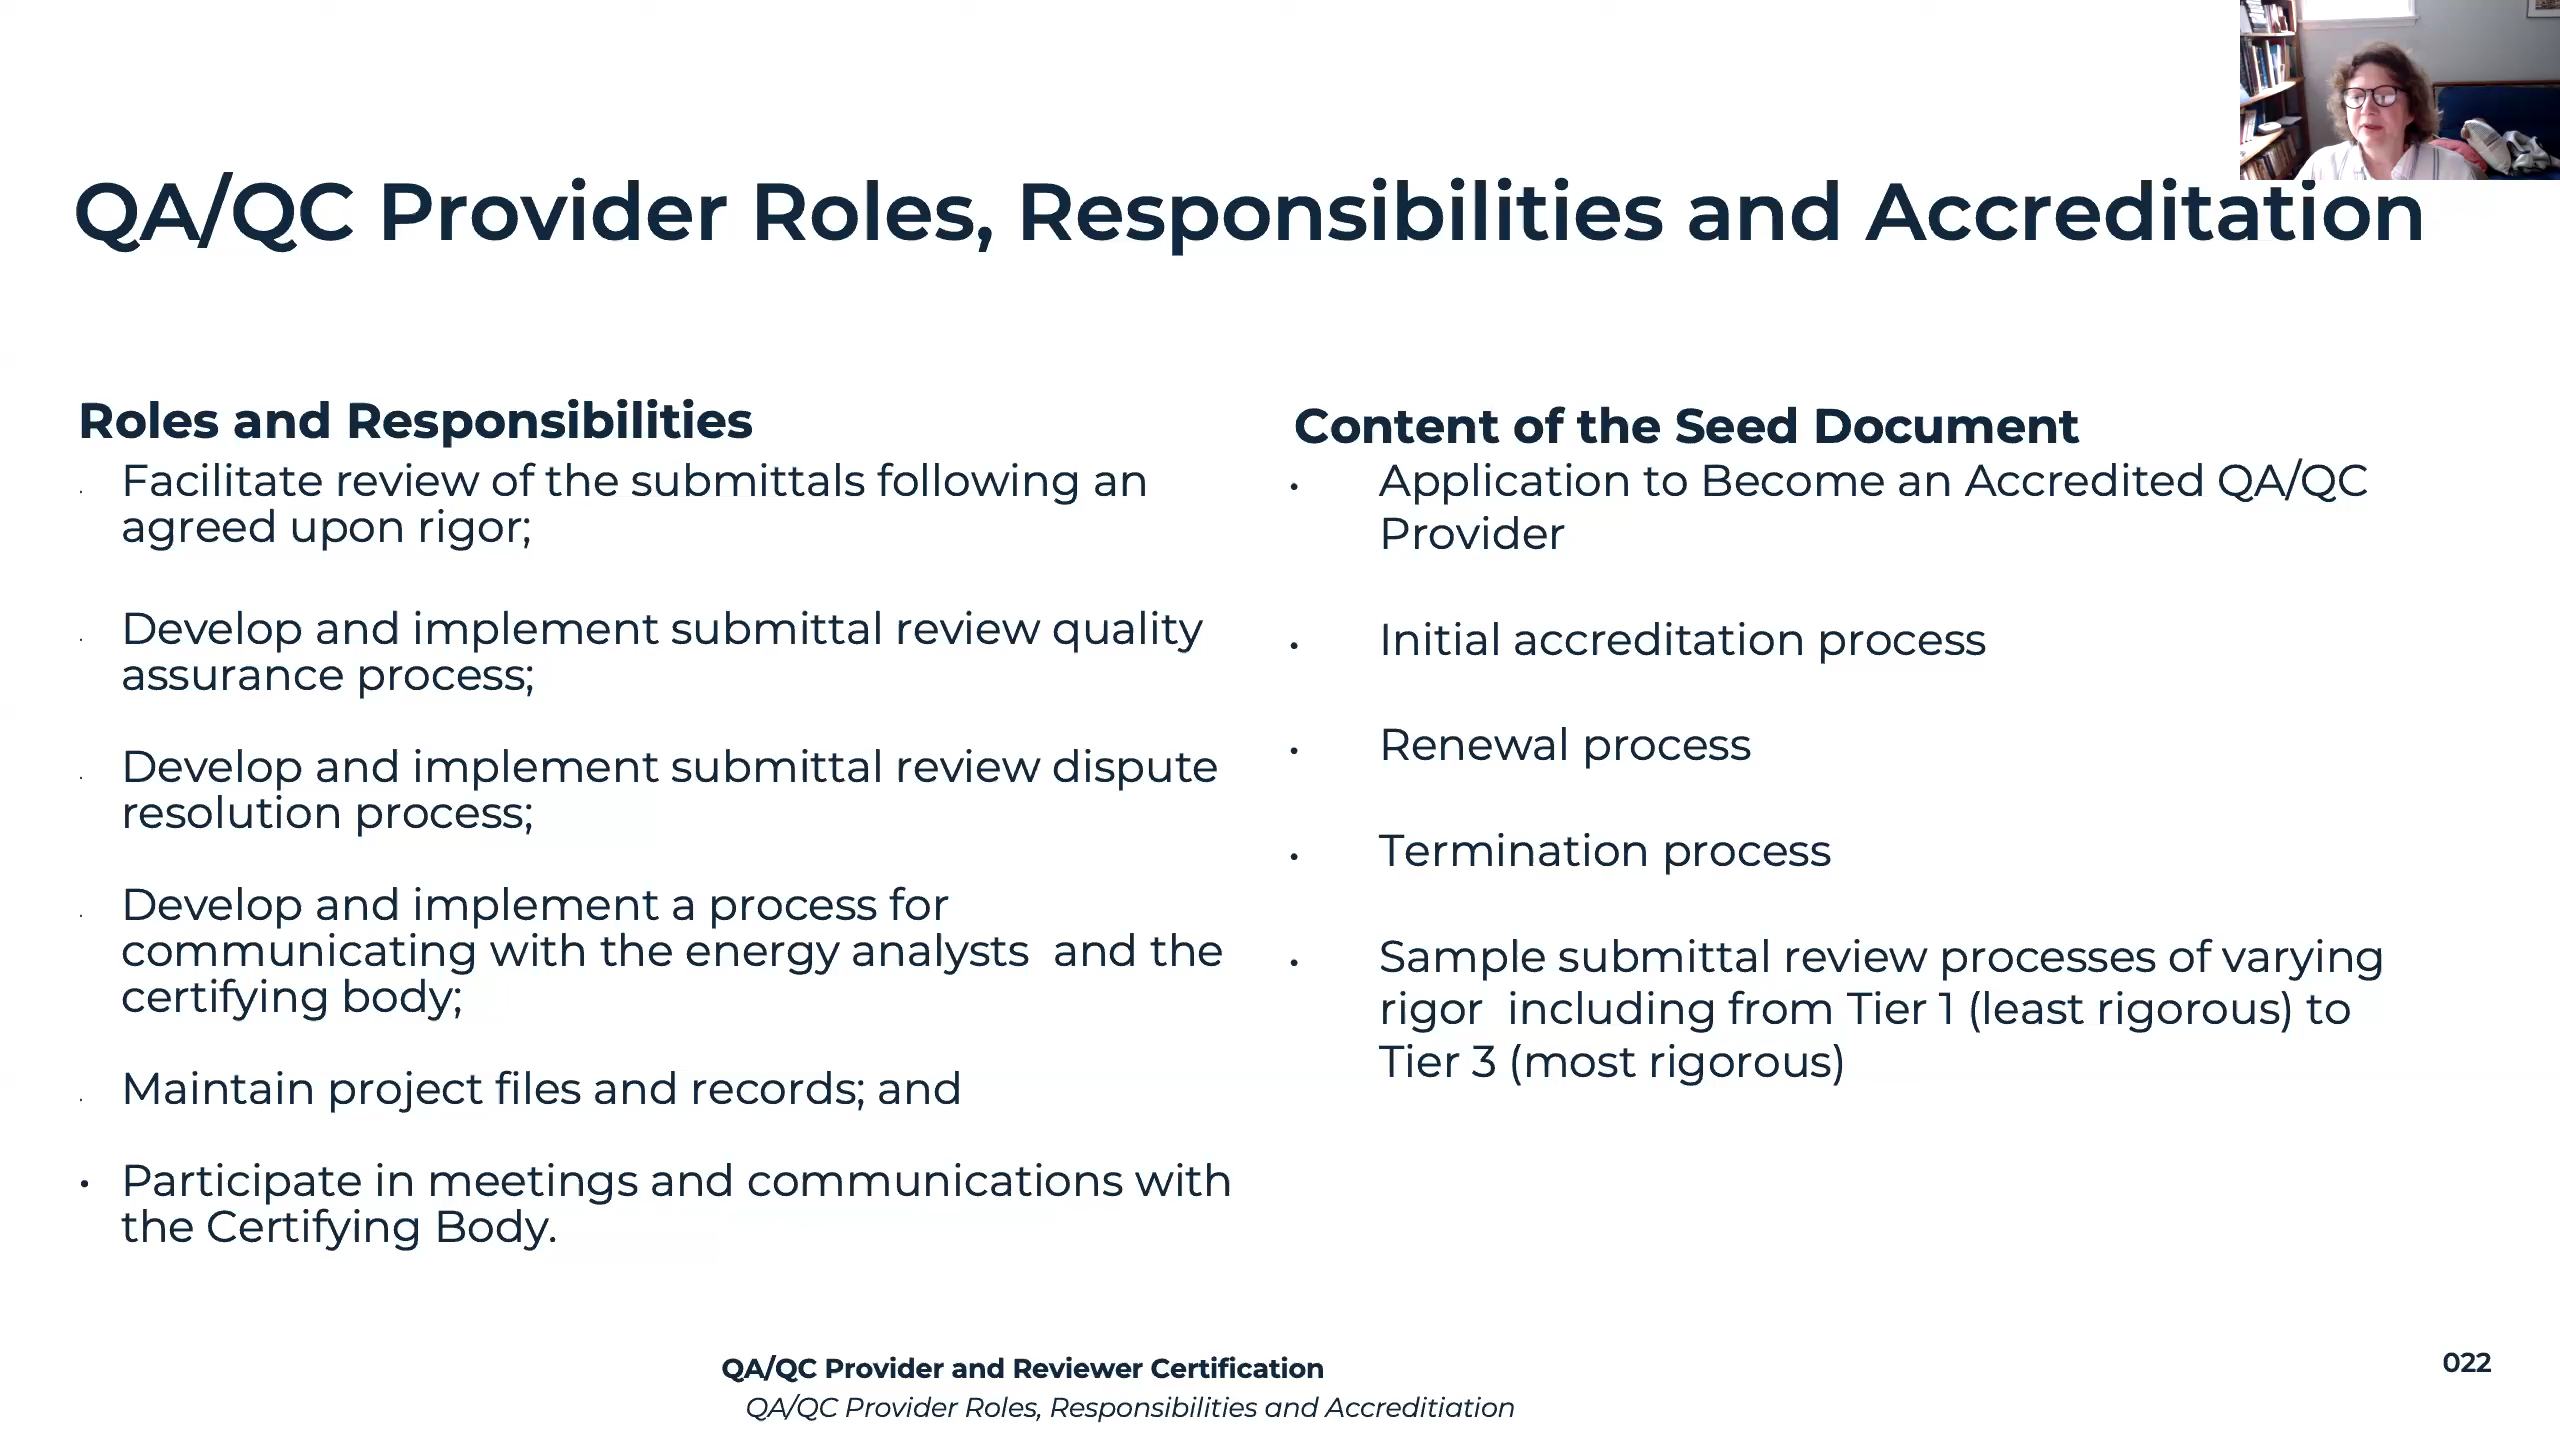 QA/QC Provider Roles, Responsibilities and Accreditation
Roles and Responsibilities
· Facilitate review of the submittals following an
agreed upon rigor;
· Develop and implement submittal review quality
assurance process;
· Develop and implement submittal review dispute
resolution process;
· Develop and implement a process for
communicating with the energy analysts  and the
certifying body;
· Maintain project files and records; and
• Participate in meetings and communications with
the Certifying Body.
Content of the Seed Document
• Application to Become an Accredited QA/QC
Provider
• Initial accreditation process
• Renewal process
• Termination process
• Sample submittal review processes of varying
rigor  including from Tier 1 (least rigorous) to
Tier 3 (most rigorous)
QA/QC Provider and Reviewer Certification
QA/QC Provider Roles, Responsibilities and Accreditiation
022